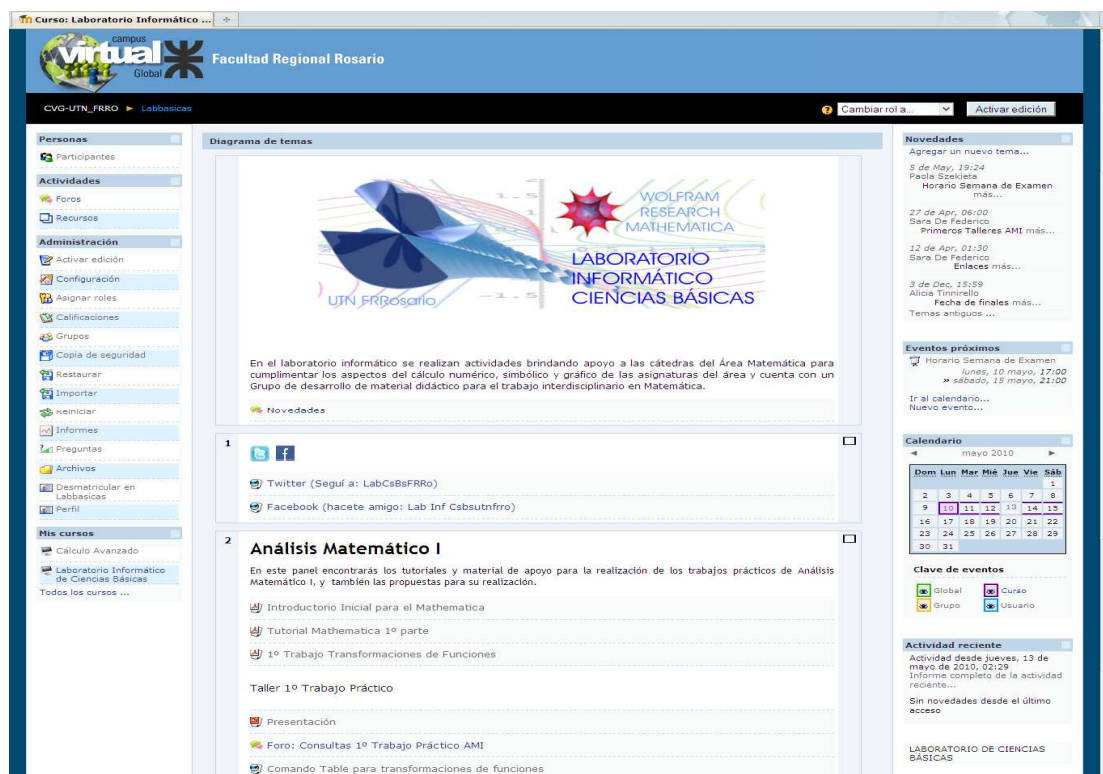 Curso: Laboratorio Informático ...
campus
virtual
Global
Facultad Regional Rosario
CVG-UTN_FRRO ► Labbasicas
Cambiar rol a...
Activar edición
Personas
Participantes
Actividades
Foros
Recursos
Administración
Activar edición
Configuración
Asignar roles
Calificaciones
Grupos
Copia de seguridad
Restaurar
Importar
Reiniciar
Informes
Preguntas
Archivos
Desmatricular en
Labbasicas
Perfil
Mis cursos
Cálculo Avanzado
Laboratorio Informático
de Ciencias Básicas
Todos los cursos ...
Diagrama de temas
WOLFRAM
RESEARCH
MATHEMATICA
LABORATORIO
INFORMÁTICO
CIENCIAS BÁSICAS
UTN FRRosario
En el laboratorio informático se realizan actividades brindando apoyo a las cátedras del Área Matemática para
cumplimentar los aspectos del cálculo numérico, simbólico y gráfico de las asignaturas del área y cuenta con un
Grupo de desarrollo de material didáctico para el trabajo interdisciplinario en Matemática.
Novedades
1
Twitter (Seguí a: LabCsBsFRRo)
Facebook (hacete amigo: Lab Inf Csbsutnfrro)
2
Análisis Matemático I
En este panel encontrarás los tutoriales y material de apoyo para la realización de los trabajos prácticos de Análisis
Matemático I, y también las propuestas para su realización.
Introductorio Inicial para el Mathematica
Tutorial Mathematica 1º parte
1º Trabajo Transformaciones de Funciones
Taller 1º Trabajo Práctico
Presentación
Foro: Consultas 1º Trabajo Práctico AMI
Comando Table para transformaciones de funciones
Novedades
Agregar un nuevo tema...
5 de May, 19:24
Paola Szekieta
Horario Semana de Examen
más...
27 de Apr, 06:00
Sara De Federico
Primeros Talleres AMI más...
12 de Apr, 01:30
Sara De Federico
Enlaces más...
3 de Dec, 15:59
Alicia Tinnirello
Fecha de finales más...
Temas antiguos ...
Eventos próximos
Horario Semana de Examen
lunes, 10 mayo, 17:00
» sábado, 15 mayo, 21:00
Ir al calendario...
Nuevo evento...
Calendario
◄ mayo 2010 ►
Dom Lun Mar Mié Jue Vie Sáb
1
2 3 4 5 6 7 8
9 10 11 12 13 14 15
16 17 18 19 20 21 22
23 24 25 26 27 28 29
30 31
Clave de eventos
Global Curso
Grupo Usuario
Actividad reciente
Actividad desde jueves, 13 de
mayo de 2010, 02:29
Informe completo de la actividad
reciente...
Sin novedades desde el último
acceso
LABORATORIO DE CIENCIAS
BÁSICAS